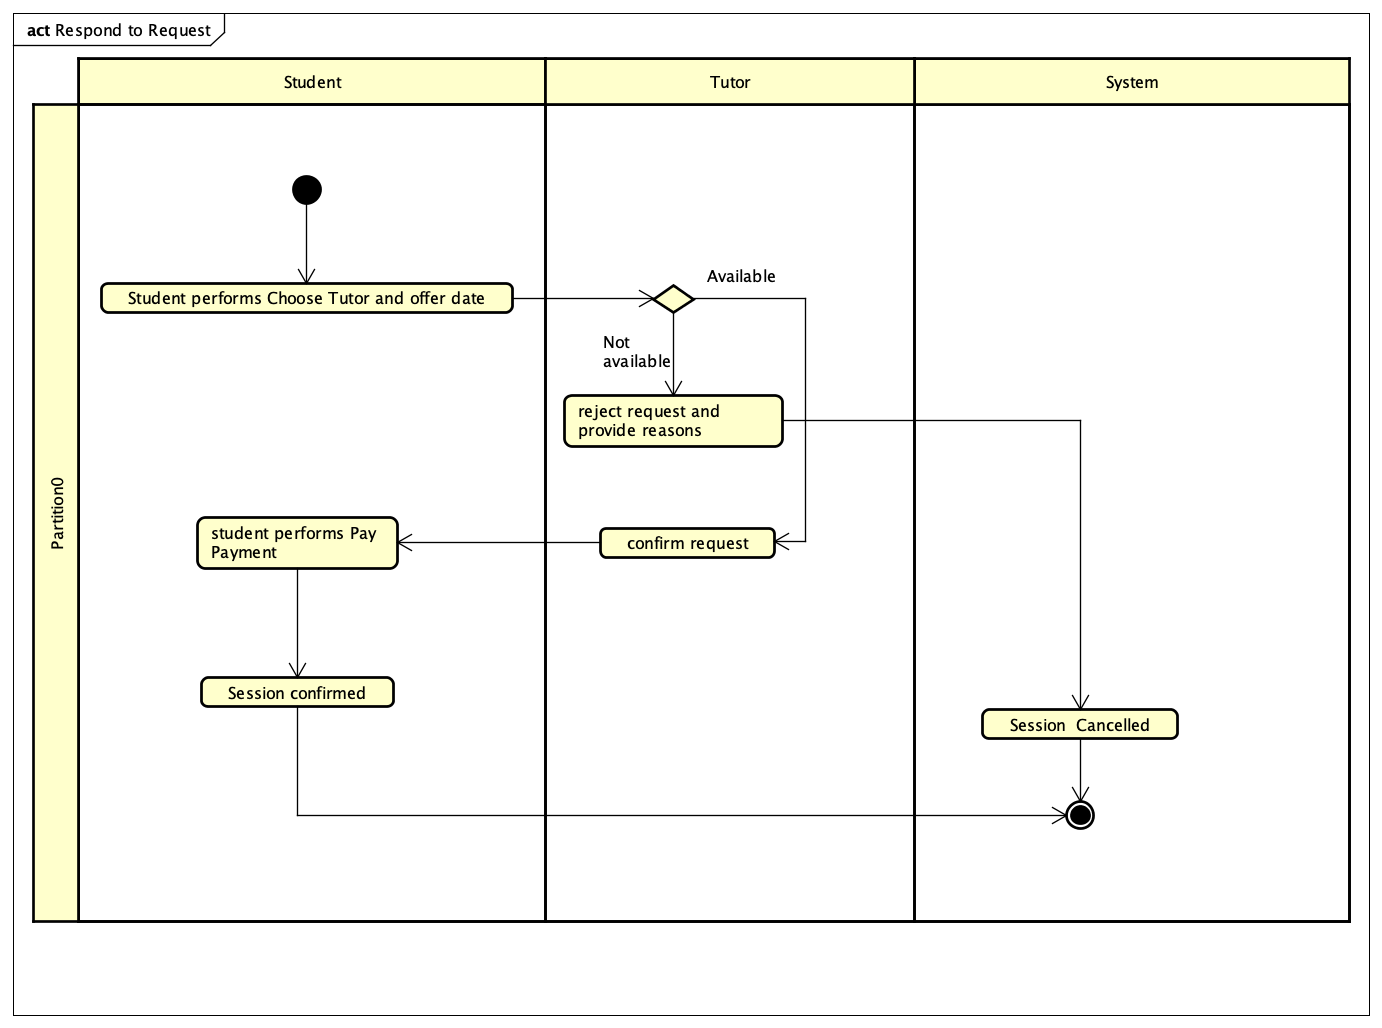 act Respond to Request
Student
Tutor
System
Partition0
Student performs Choose Tutor and offer date
Available
Not
available
reject request and
provide reasons
student performs Pay
Payment
confirm request
Session confirmed
Session  Cancelled